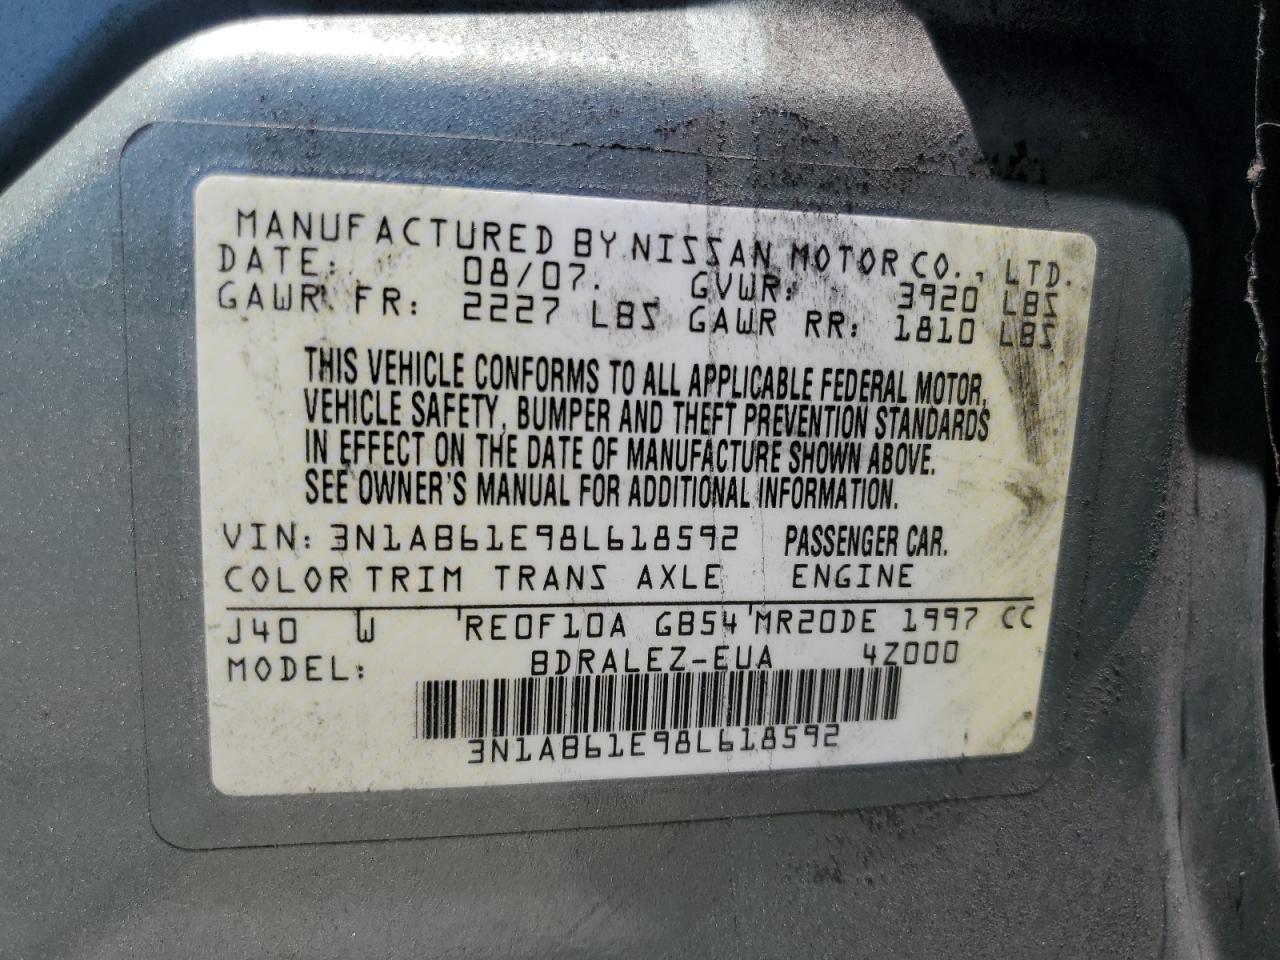 MANUFACTURED BY NISSAN MOTOR CO., LTD.
DATE: 08/07. GVWR: 3920 LBS
GAWR FR: 2227 LBS GAWR RR: 1810 LBS
THIS VEHICLE CONFORMS TO ALL APPLICABLE FEDERAL MOTOR
VEHICLE SAFETY, BUMPER AND THEFT PREVENTION STANDARDS
IN EFFECT ON THE DATE OF MANUFACTURE SHOWN ABOVE.
SEE OWNER'S MANUAL FOR ADDITIONAL INFORMATION.
VIN: 3N1AB61E98L618592 PASSENGER CAR.
COLOR TRIM TRANS AXLE ENGINE
J40 W 'RE0F10A GB54 'MR20DE 1997 CC
MODEL: BDRALEZ-EUA 4Z000
3N1AB61E98L618592